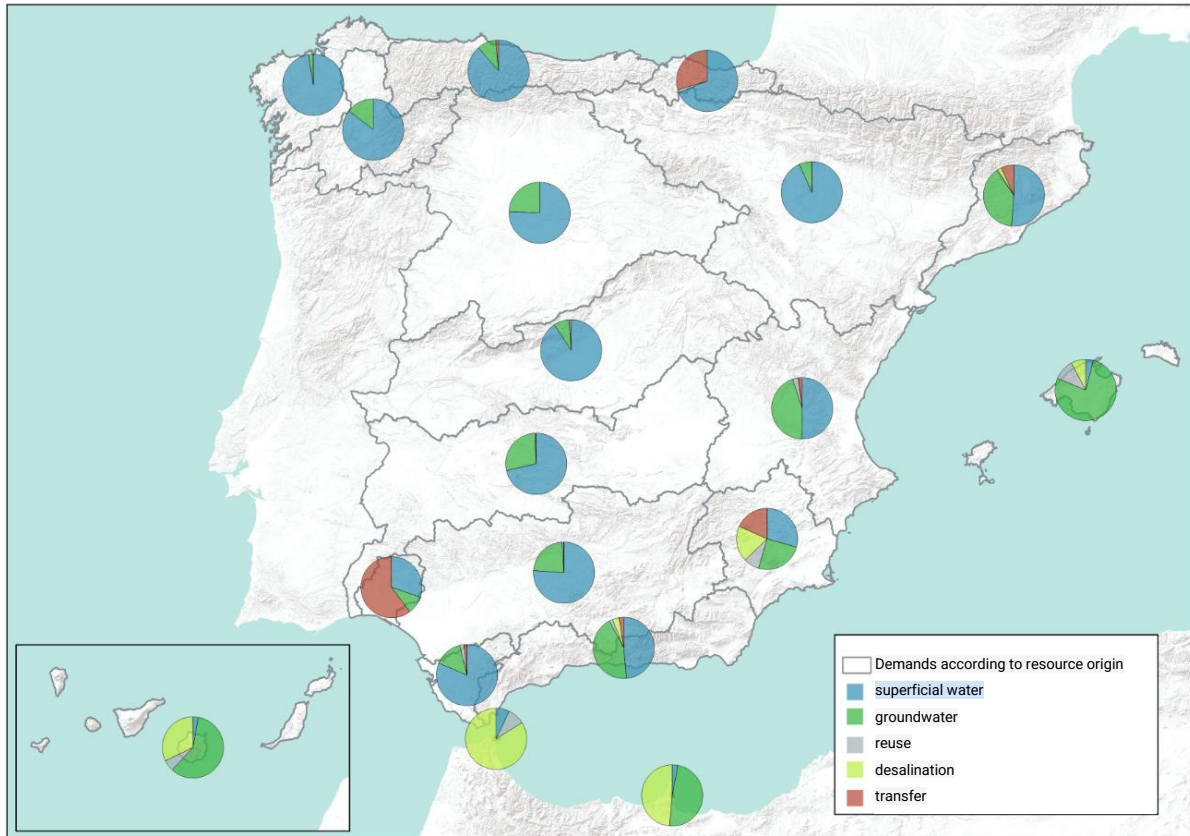 Demands according to resource origin
superficial water
groundwater
reuse
desalination
transfer